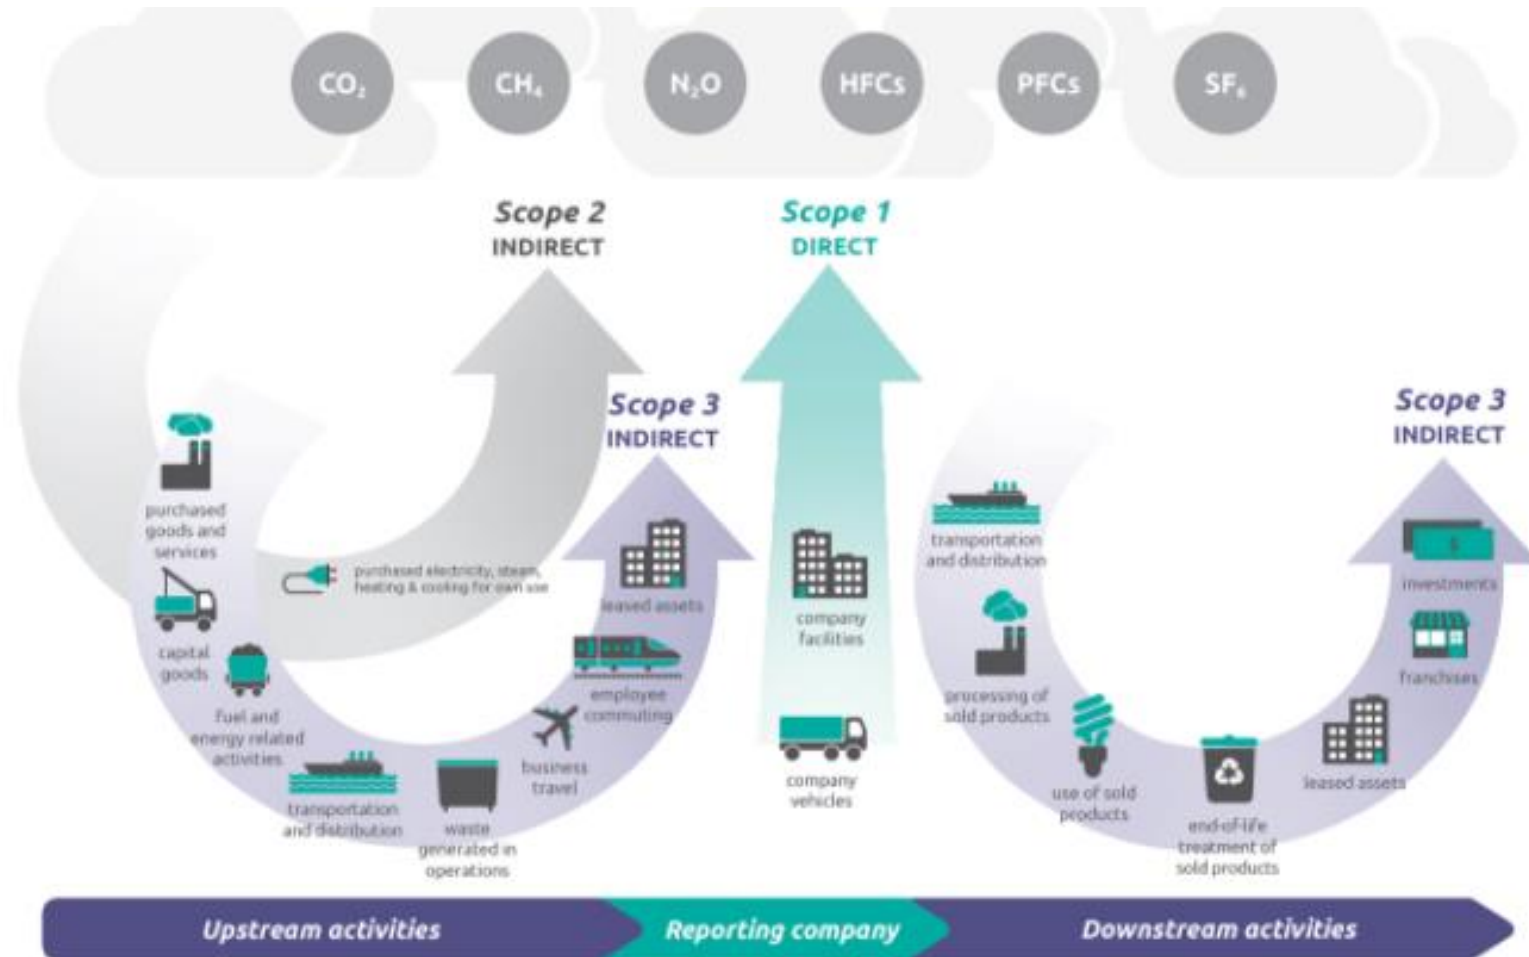 CO₂
CH₄
N₂O
HFCs
PFCs
SF₆
Scope 2
INDIRECT
Scope 1
DIRECT
Scope 3
INDIRECT
Scope 3
INDIRECT
purchased
goods and
services
capital
goods
fuel and
energy related
activities
purchased electricity, steam,
heating & cooling for own use
transportation
and distribution
waste
generated in
operations
business
travel
employee
commuting
leased assets
company
facilities
company
vehicles
transportation
and distribution
processing of
sold products
use of sold
products
end-of-life
treatment of
sold products
leased assets
franchises
$
investments
Upstream activities
Reporting company
Downstream activities